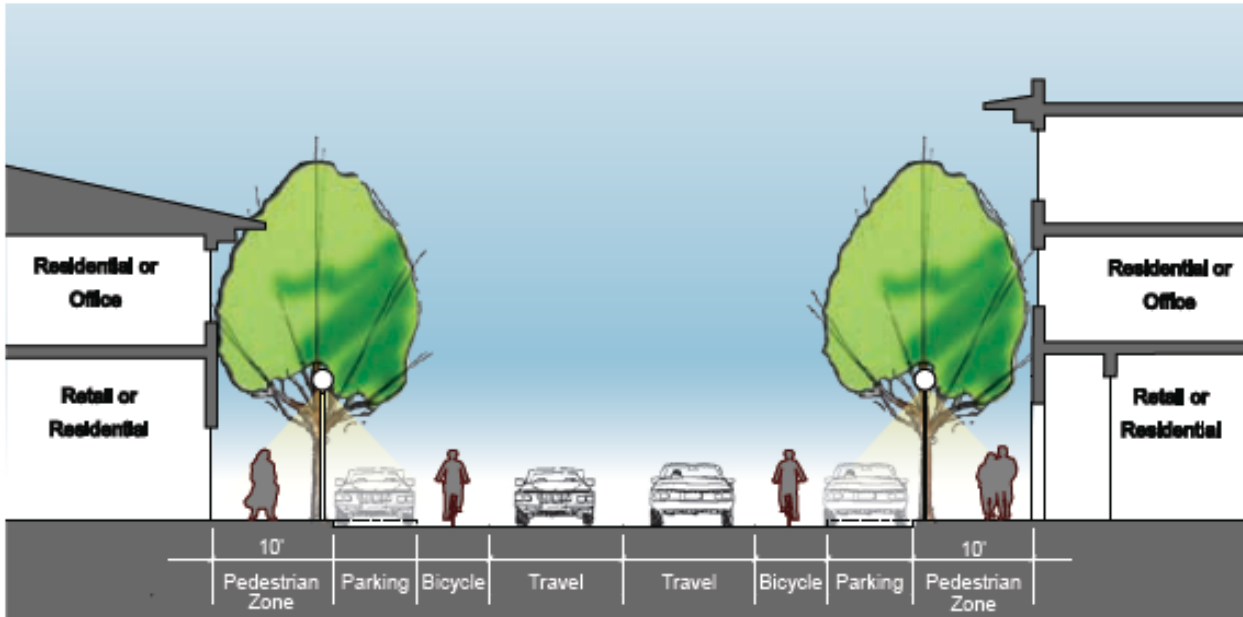 Residential or
Office
Retail or
Residential
Residential or
Office
Retail or
Residential
10'
10'
Pedestrian
Zone
Parking
Bicycle
Travel
Travel
Bicycle
Parking
Pedestrian
Zone